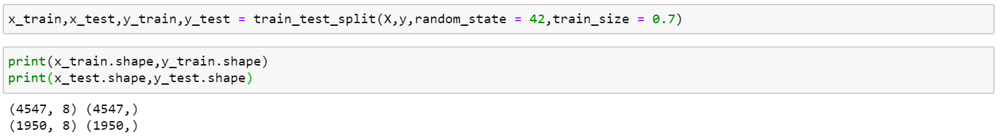 x_train,x_test,y_train,y_test = train_test_split(X,y,random_state = 42,train_size = 0.7)
print(x_train.shape,y_train.shape)
print(x_test.shape,y_test.shape)
(4547, 8) (4547,)
(1950, 8) (1950,)